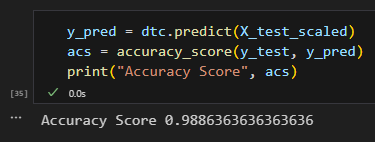 y_pred = dtc.predict(X_test_scaled)
acs = accuracy_score(y_test, y_pred)
print("Accuracy Score", acs)
[35] ✓ 0.0s
... Accuracy Score 0.9886363636363636